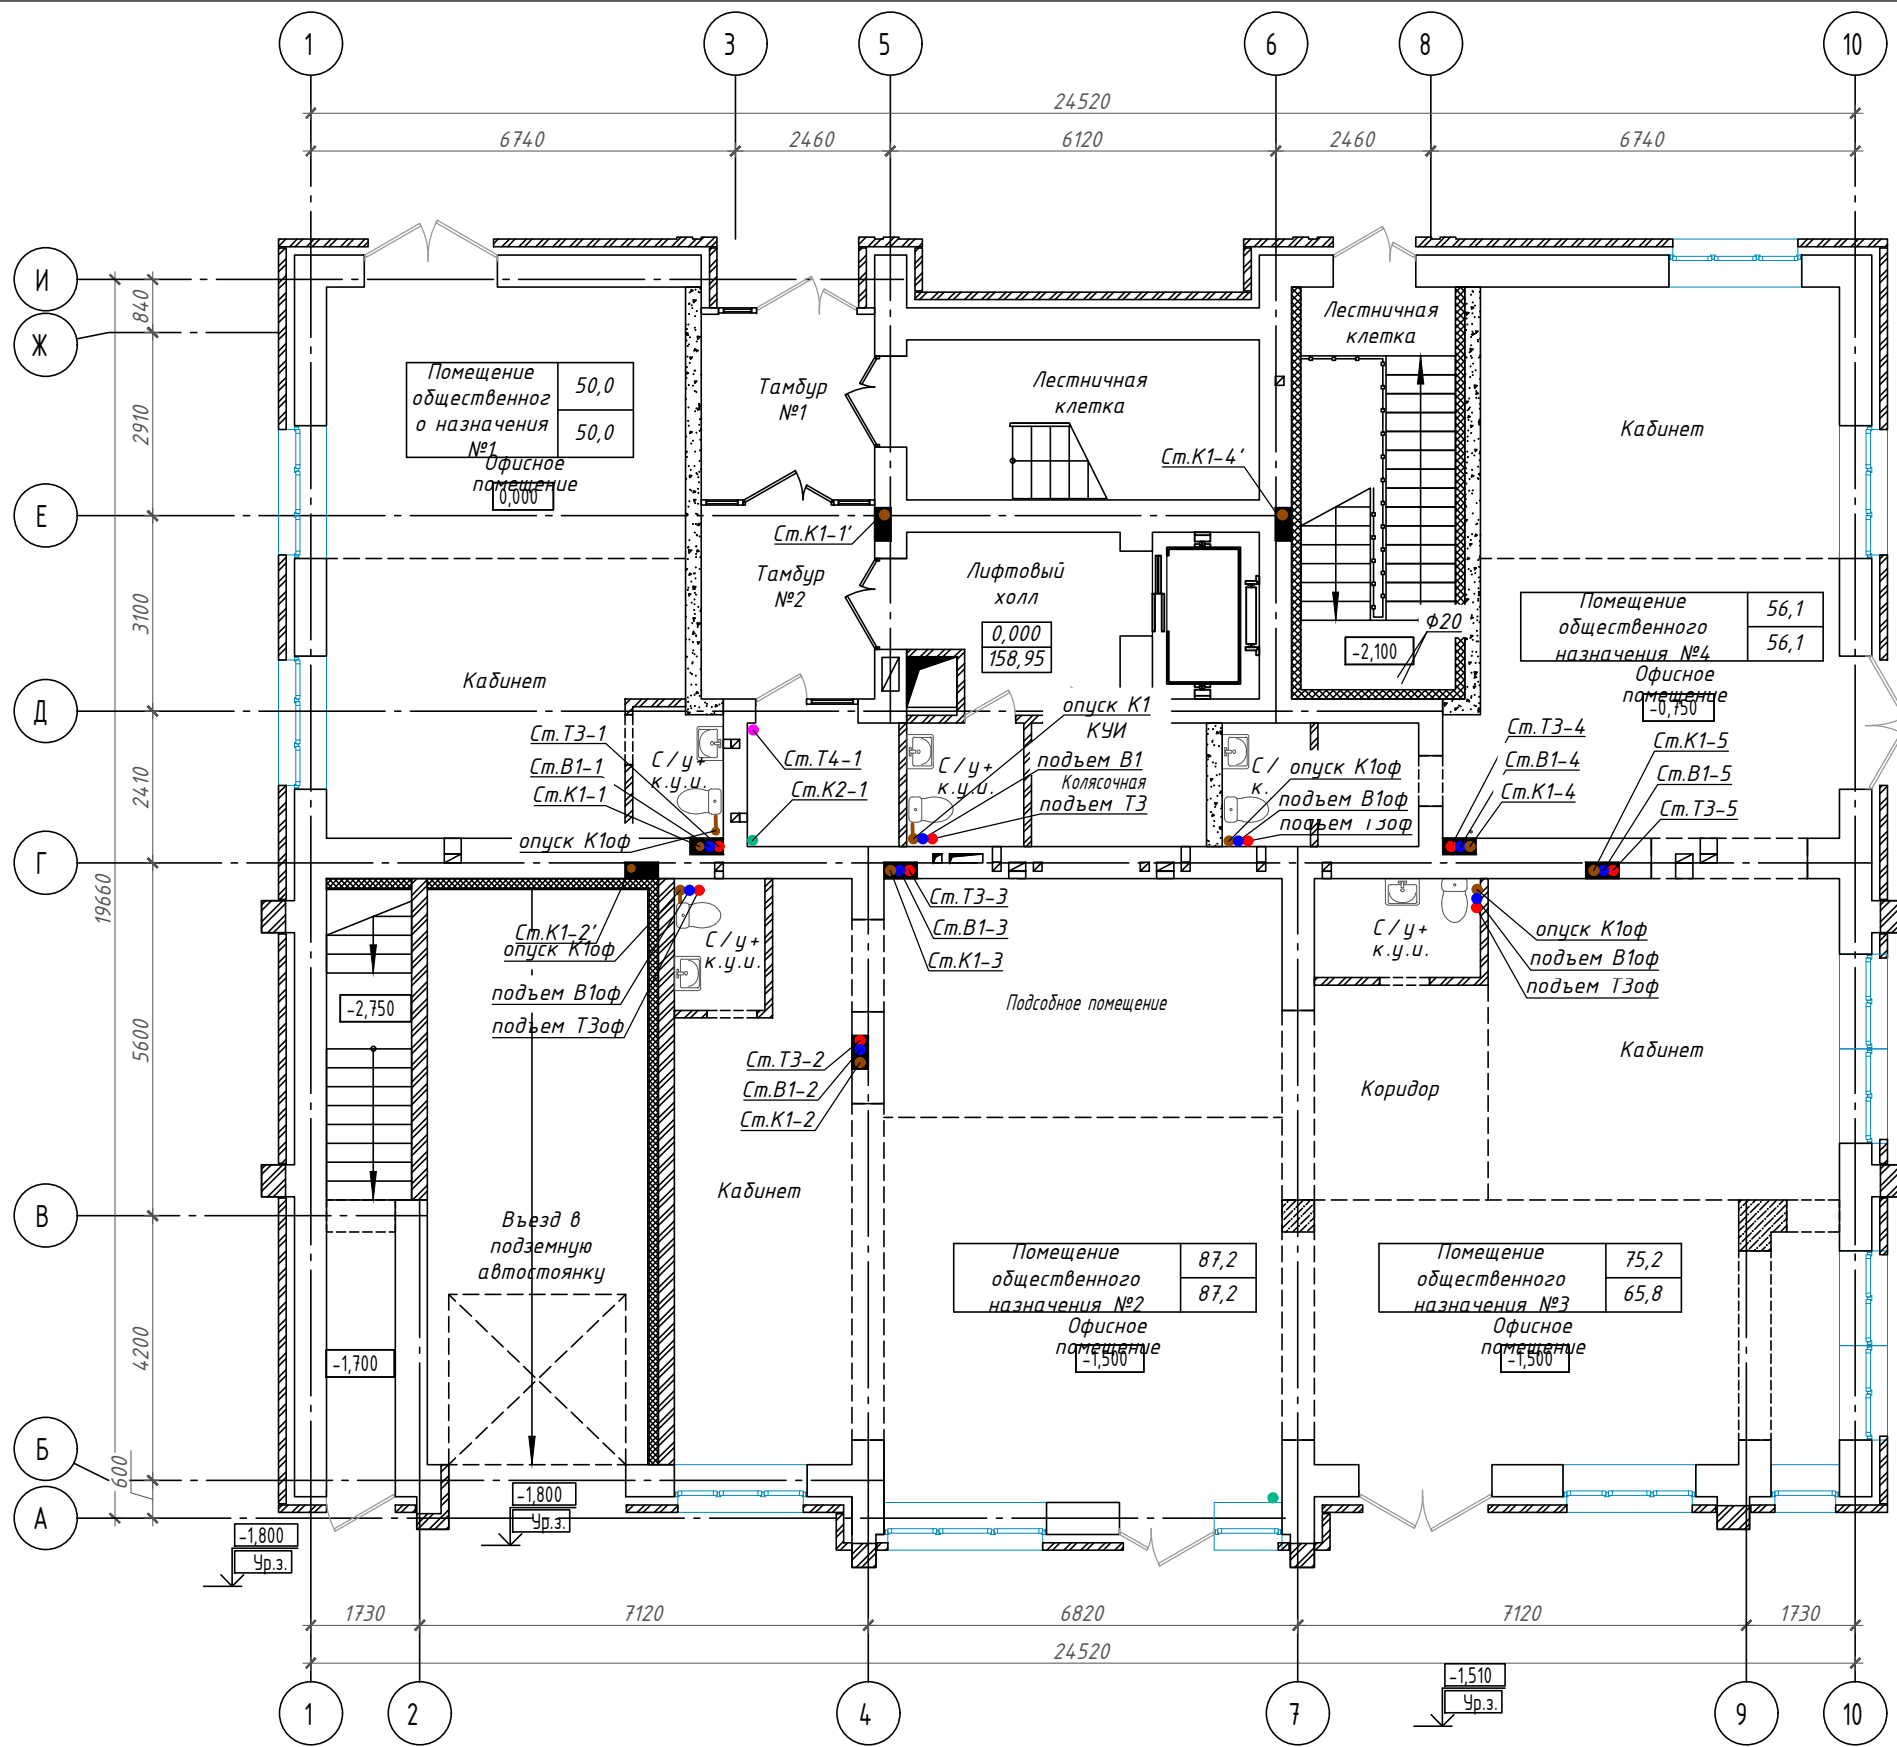 1
3
5
6
8
10
24520
6740
2460
6120
2460
6740
И
Ж
Е
Д
Г
В
Б
А
840
2910
3100
2410
5600
4200
600
19660
Помещение
общественног
о назначения
№1
50,0
50,0
Офисное
помещение
0,000
Тамбур
№1
Лестничная
клетка
Лестничная
клетка
Кабинет
Ст.К1-4'
Ст.К1-1'
Тамбур
№2
Лифтовый
холл
0,000
158,95
ϕ20
-2,100
Помещение
общественного
назначения №4
56,1
56,1
Офисное
помещение
-0,750
Кабинет
Ст.Т3-1
Ст.В1-1
Ст.К1-1
опуск К1оф
С/у+
к.у.и.
Ст.Т4-1
Ст.К2-1
С/у+
к.у.и.
опуск К1
КУИ
подъем В1
Колясочная
подъем Т3
С/
к.
опуск К1оф
подъем В1оф
подъем Т3оф
Ст.Т3-4
Ст.В1-4
Ст.К1-4
Ст.К1-5
Ст.В1-5
Ст.Т3-5
Ст.К1-2'
опуск К1оф
подъем В1оф
подъем Т3оф
С/у+
к.у.и.
Ст.Т3-3
Ст.В1-3
Ст.К1-3
С/у+
к.у.и.
опуск К1оф
подъем В1оф
подъем Т3оф
-2,750
Подсобное помещение
Ст.Т3-2
Ст.В1-2
Ст.К1-2
Кабинет
Коридор
Кабинет
Въезд в
подземную
автостоянку
Помещение
общественного
назначения №2
87,2
87,2
Офисное
помещение
-1,500
Помещение
общественного
назначения №3
75,2
65,8
Офисное
помещение
-1,500
-1,700
-1,800
Ур.з.
-1,800
Ур.з.
1730
7120
6820
7120
1730
24520
-1,510
Ур.з.
1
2
4
7
9
10